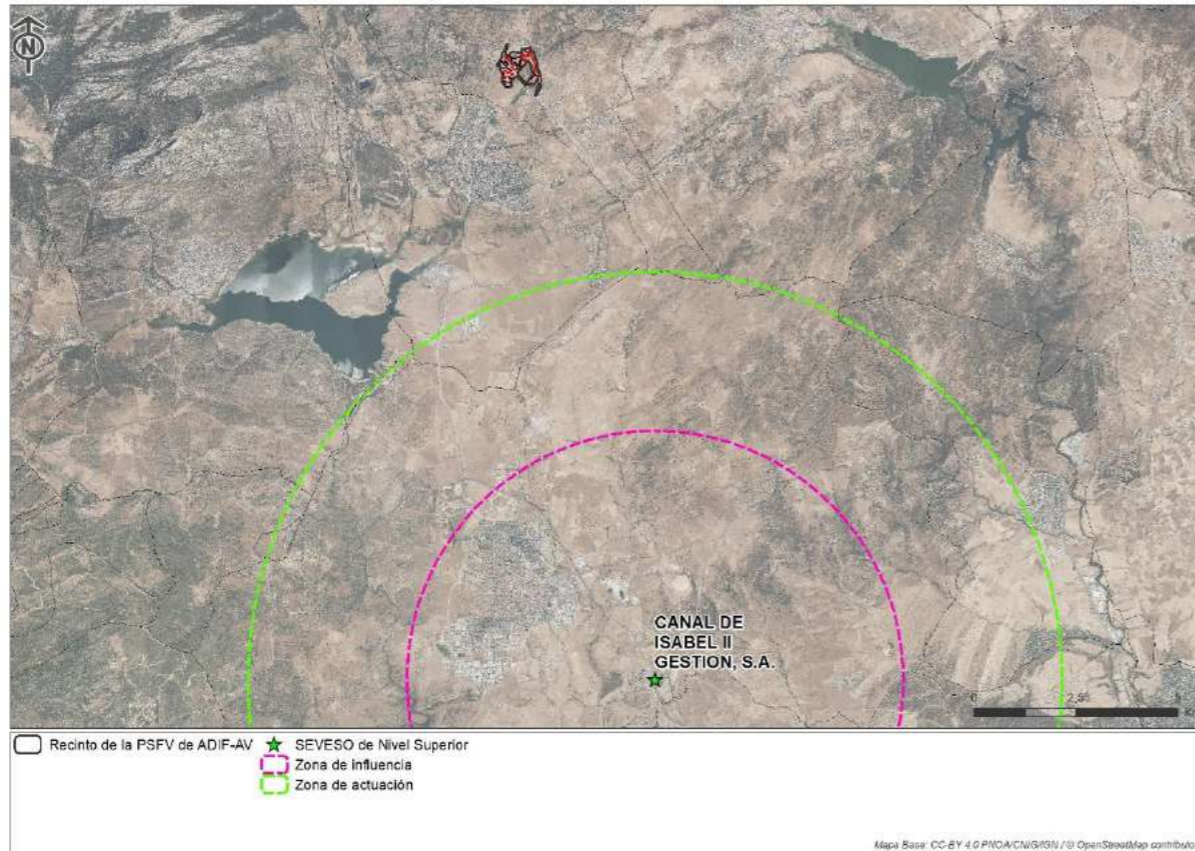 N
CANAL DE
ISABEL II
GESTION, S.A.
0 2,5 5
Recinto de la PSFV de ADIF-AV
SEVESO de Nivel Superior
Zona de influencia
Zona de actuación
Mapa Base: CC-BY 4.0 PNOA/CNIG/IGN / © OpenStreetMap contributo